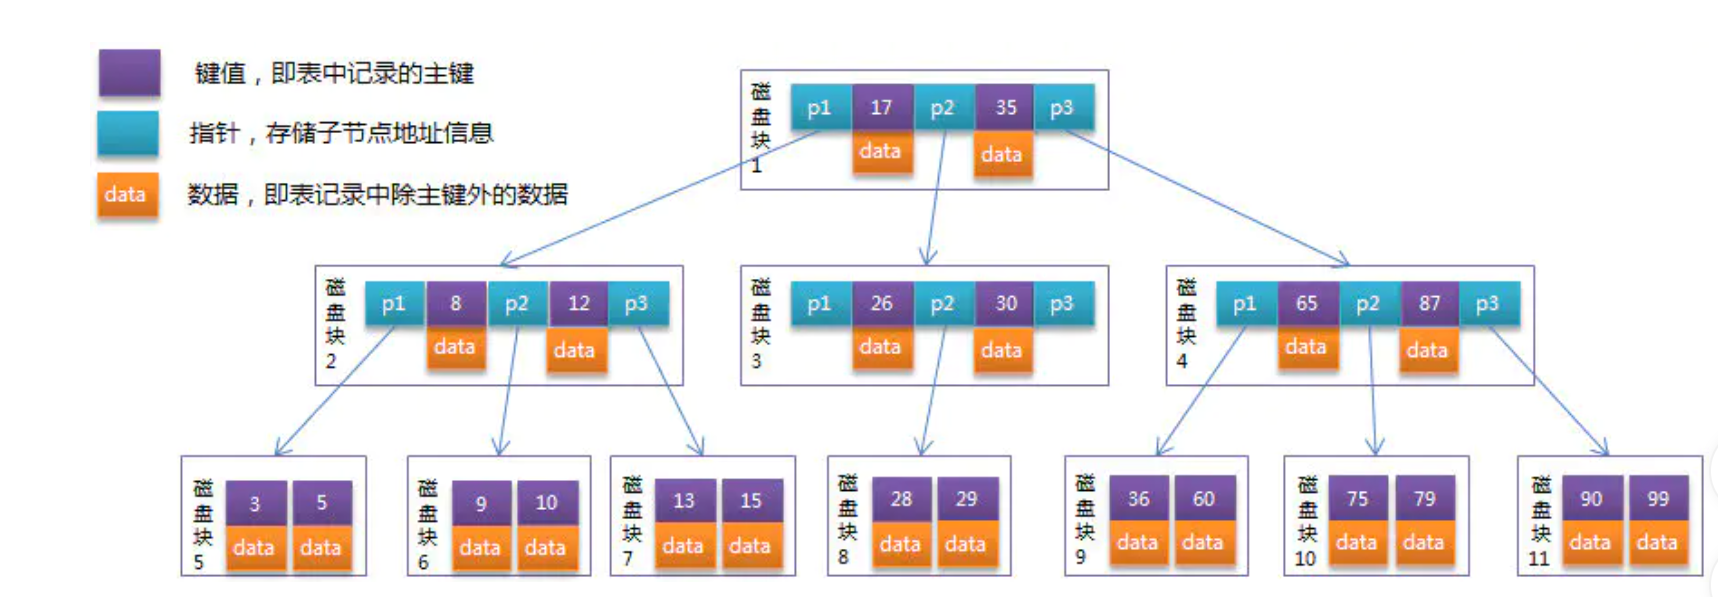 键值，即表中记录的主键
指针，存储子节点地址信息
data 数据，即表记录中除主键外的数据
磁盘块1
p1 17 p2 35 p3
data data
磁盘块2
p1 8 p2 12 p3
data data
磁盘块3
p1 26 p2 30 p3
data data
磁盘块4
p1 65 p2 87 p3
data data
磁盘块5
3 5
data data
磁盘块6
9 10
data data
磁盘块7
13 15
data data
磁盘块8
28 29
data data
磁盘块9
36 60
data data
磁盘块10
75 79
data data
磁盘块11
90 99
data data